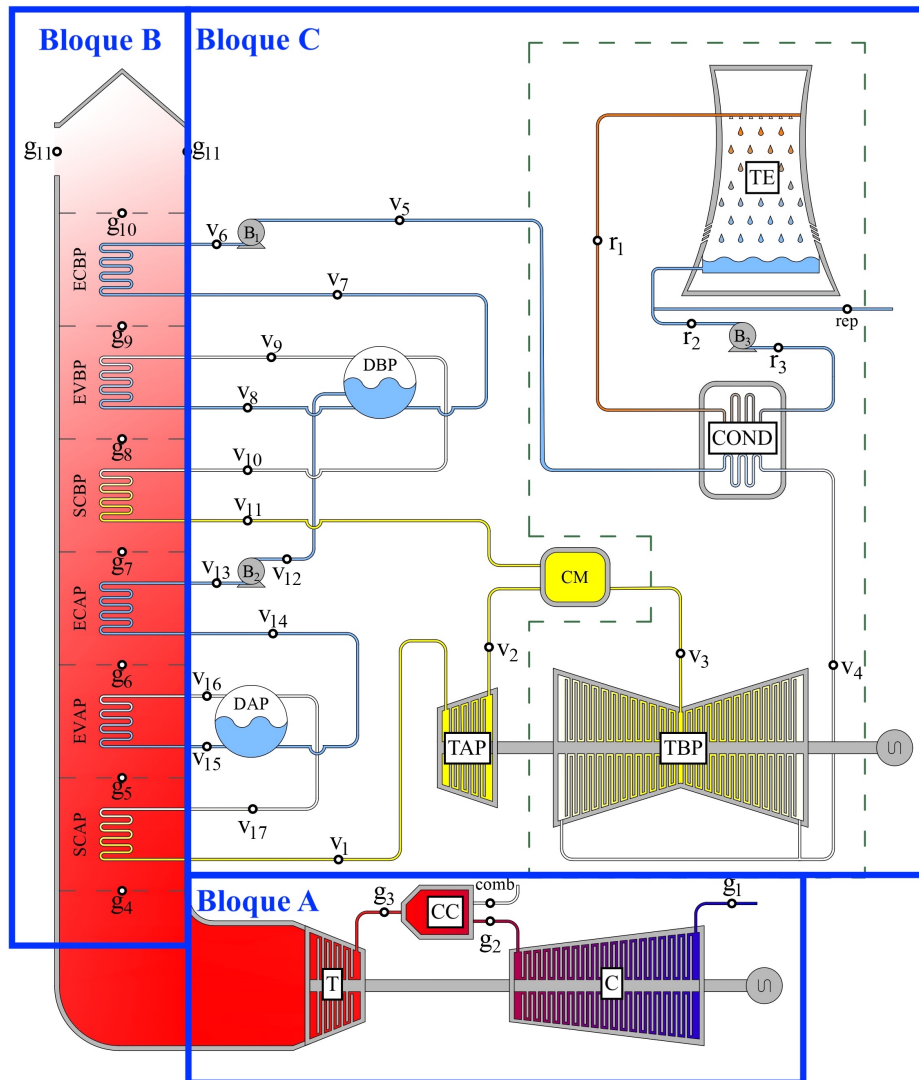 Bloque B
Bloque C
g₁₁
g₁₁
TE
v₅
g₁₀
v₆
B₁
r₁
ECBP
v₇
rep
g₉
r₂
B₃
r₃
v₉
DBP
EVBP
v₈
g₈
COND
v₁₀
SCBP
v₁₁
g₇
v₁₃
B₂
v₁₂
CM
ECAP
v₁₄
v₂
v₃
g₆
v₄
v₁₆
DAP
EVAP
v₁₅
TAP
TBP
S
g₅
SCAP
v₁₇
v₁
g₄
Bloque A
comb
g₁
g₃
CC
g₂
T
C
S